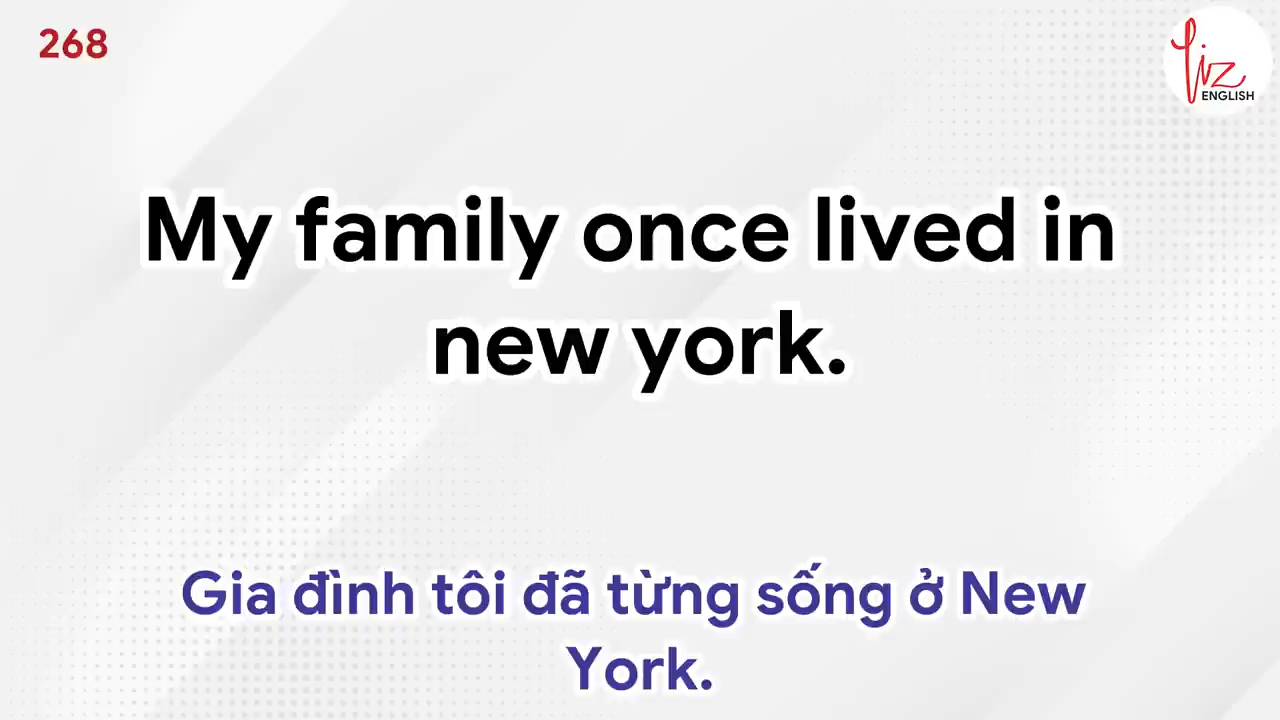 268
Liz
ENGLISH
My family once lived in
new york.
Gia đình tôi đã từng sống ở New
York.